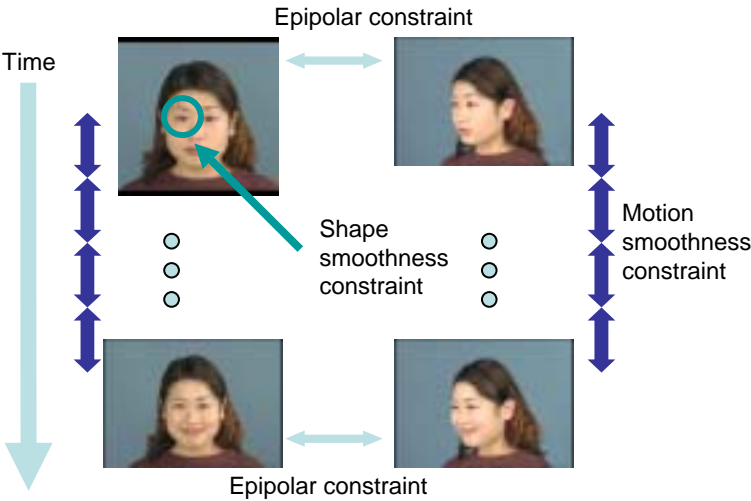 Epipolar constraint
Time
Shape
smoothness
constraint
Motion
smoothness
constraint
Epipolar constraint